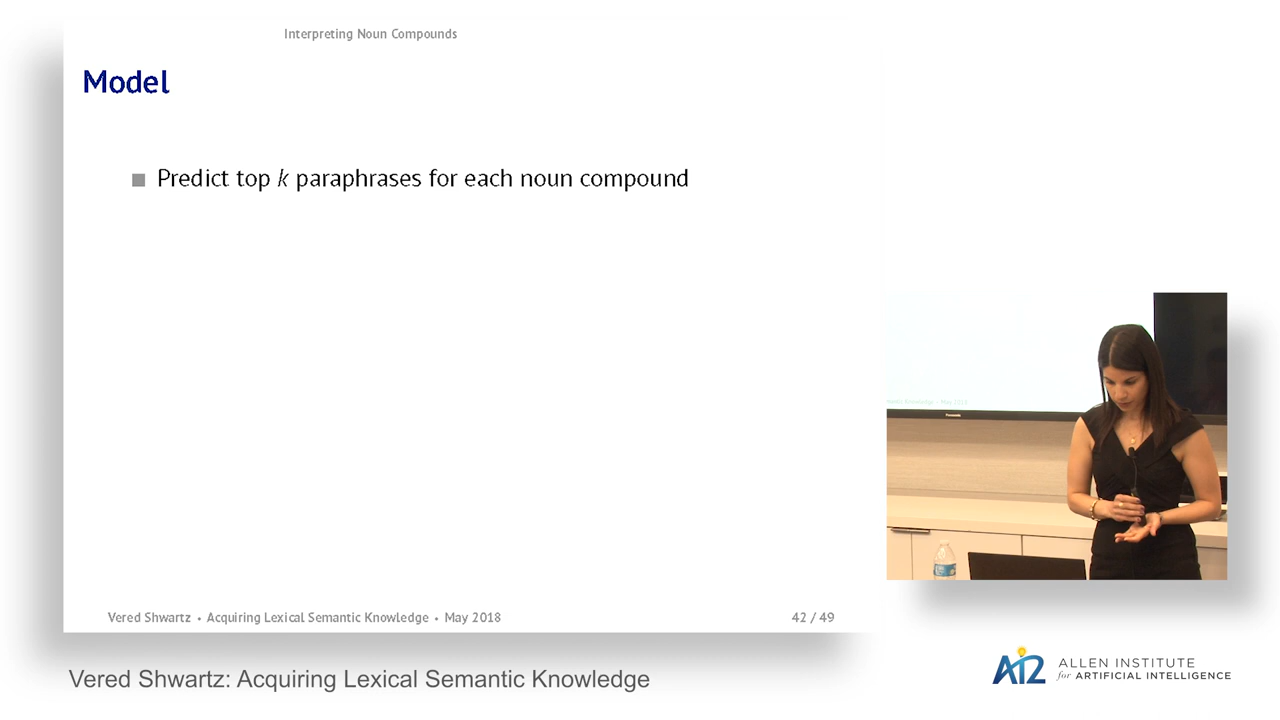 Interpreting Noun Compounds
Model
Predict top k paraphrases for each noun compound
Vered Shwartz • Acquiring Lexical Semantic Knowledge • May 2018
42 / 49
Vered Shwartz: Acquiring Lexical Semantic Knowledge
AI2 ALLEN INSTITUTE
for ARTIFICIAL INTELLIGENCE